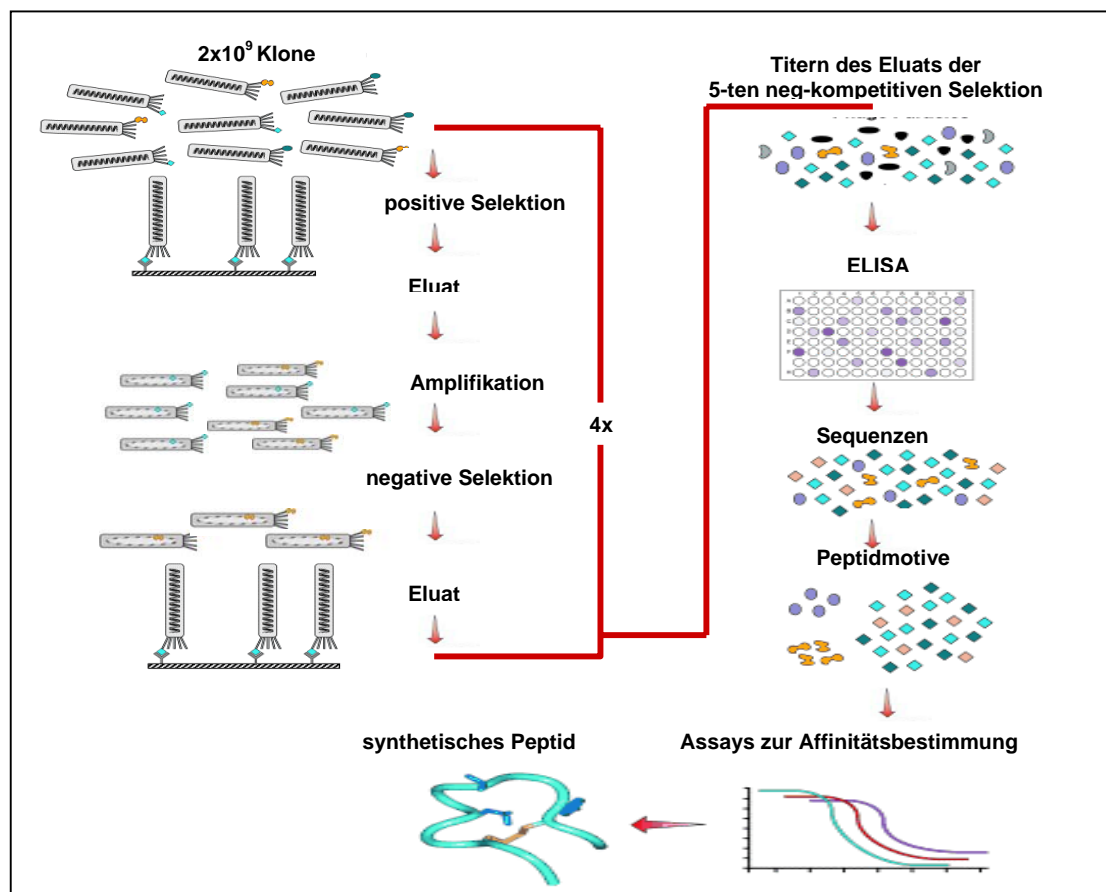 2x10⁹ Klone
positive Selektion
Eluat
Amplifikation
negative Selektion
Eluat
4x
Titern des Eluats der
5-ten neg-kompetitiven Selektion
ELISA
Sequenzen
Peptidmotive
Assays zur Affinitätsbestimmung
synthetisches Peptid